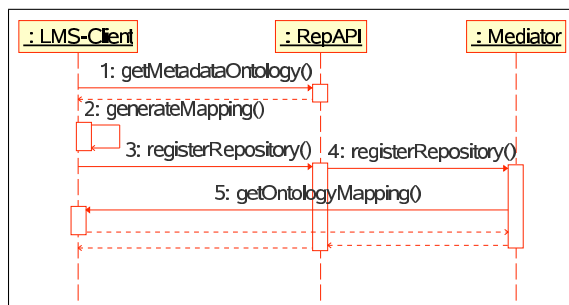 : LMS-Client
: RepAPI
: Mediator
1: getMetadataOntology()
2: generateMapping()
3: registerRepository()
4: registerRepository()
5: getOntologyMapping()